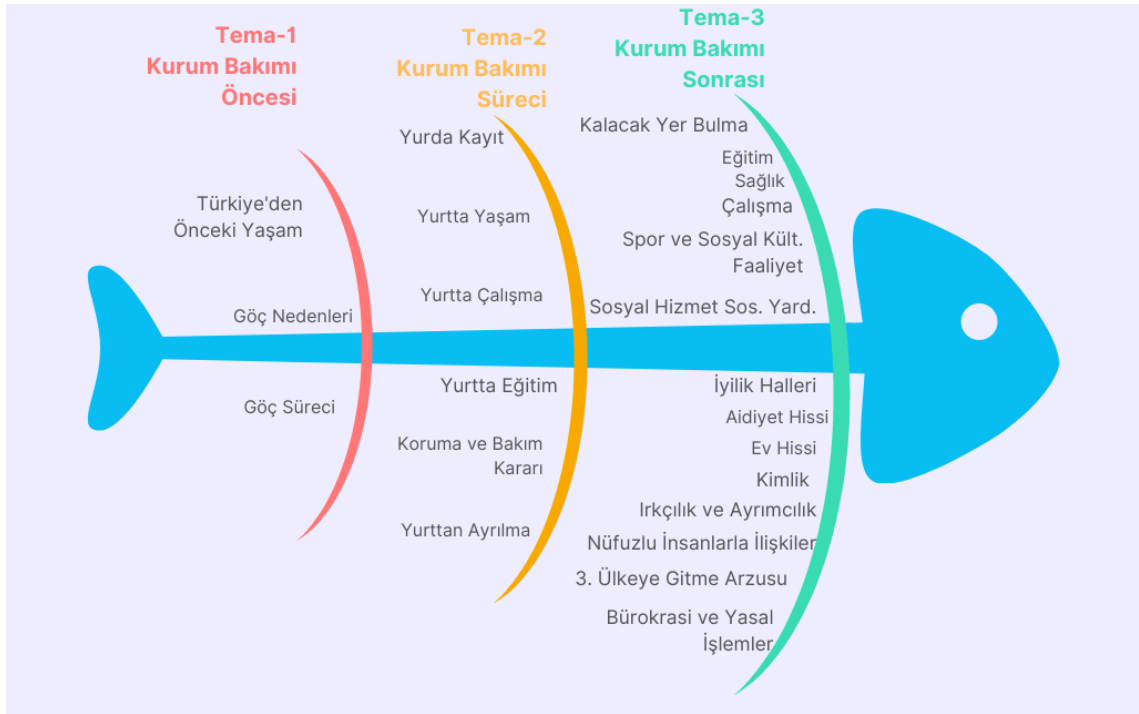 Tema-1
Kurum Bakımı
Öncesi
Türkiye'den
Önceki Yaşam
Göç Nedenleri
Göç Süreci
Tema-2
Kurum Bakımı
Süreci
Yurda Kayıt
Yurtta Yaşam
Yurtta Çalışma
Yurtta Eğitim
Koruma ve Bakım
Kararı
Yurttan Ayrılma
Tema-3
Kurum Bakımı
Sonrası
Kalacak Yer Bulma
Eğitim
Sağlık
Çalışma
Spor ve Sosyal Kült.
Faaliyet
Sosyal Hizmet Sos. Yard.
İyilik Halleri
Aidiyet Hissi
Ev Hissi
Kimlik
Irkçılık ve Ayrımcılık
Nüfuzlu İnsanlarla İlişkiler
3. Ülkeye Gitme Arzusu
Bürokrasi ve Yasal
İşlemler